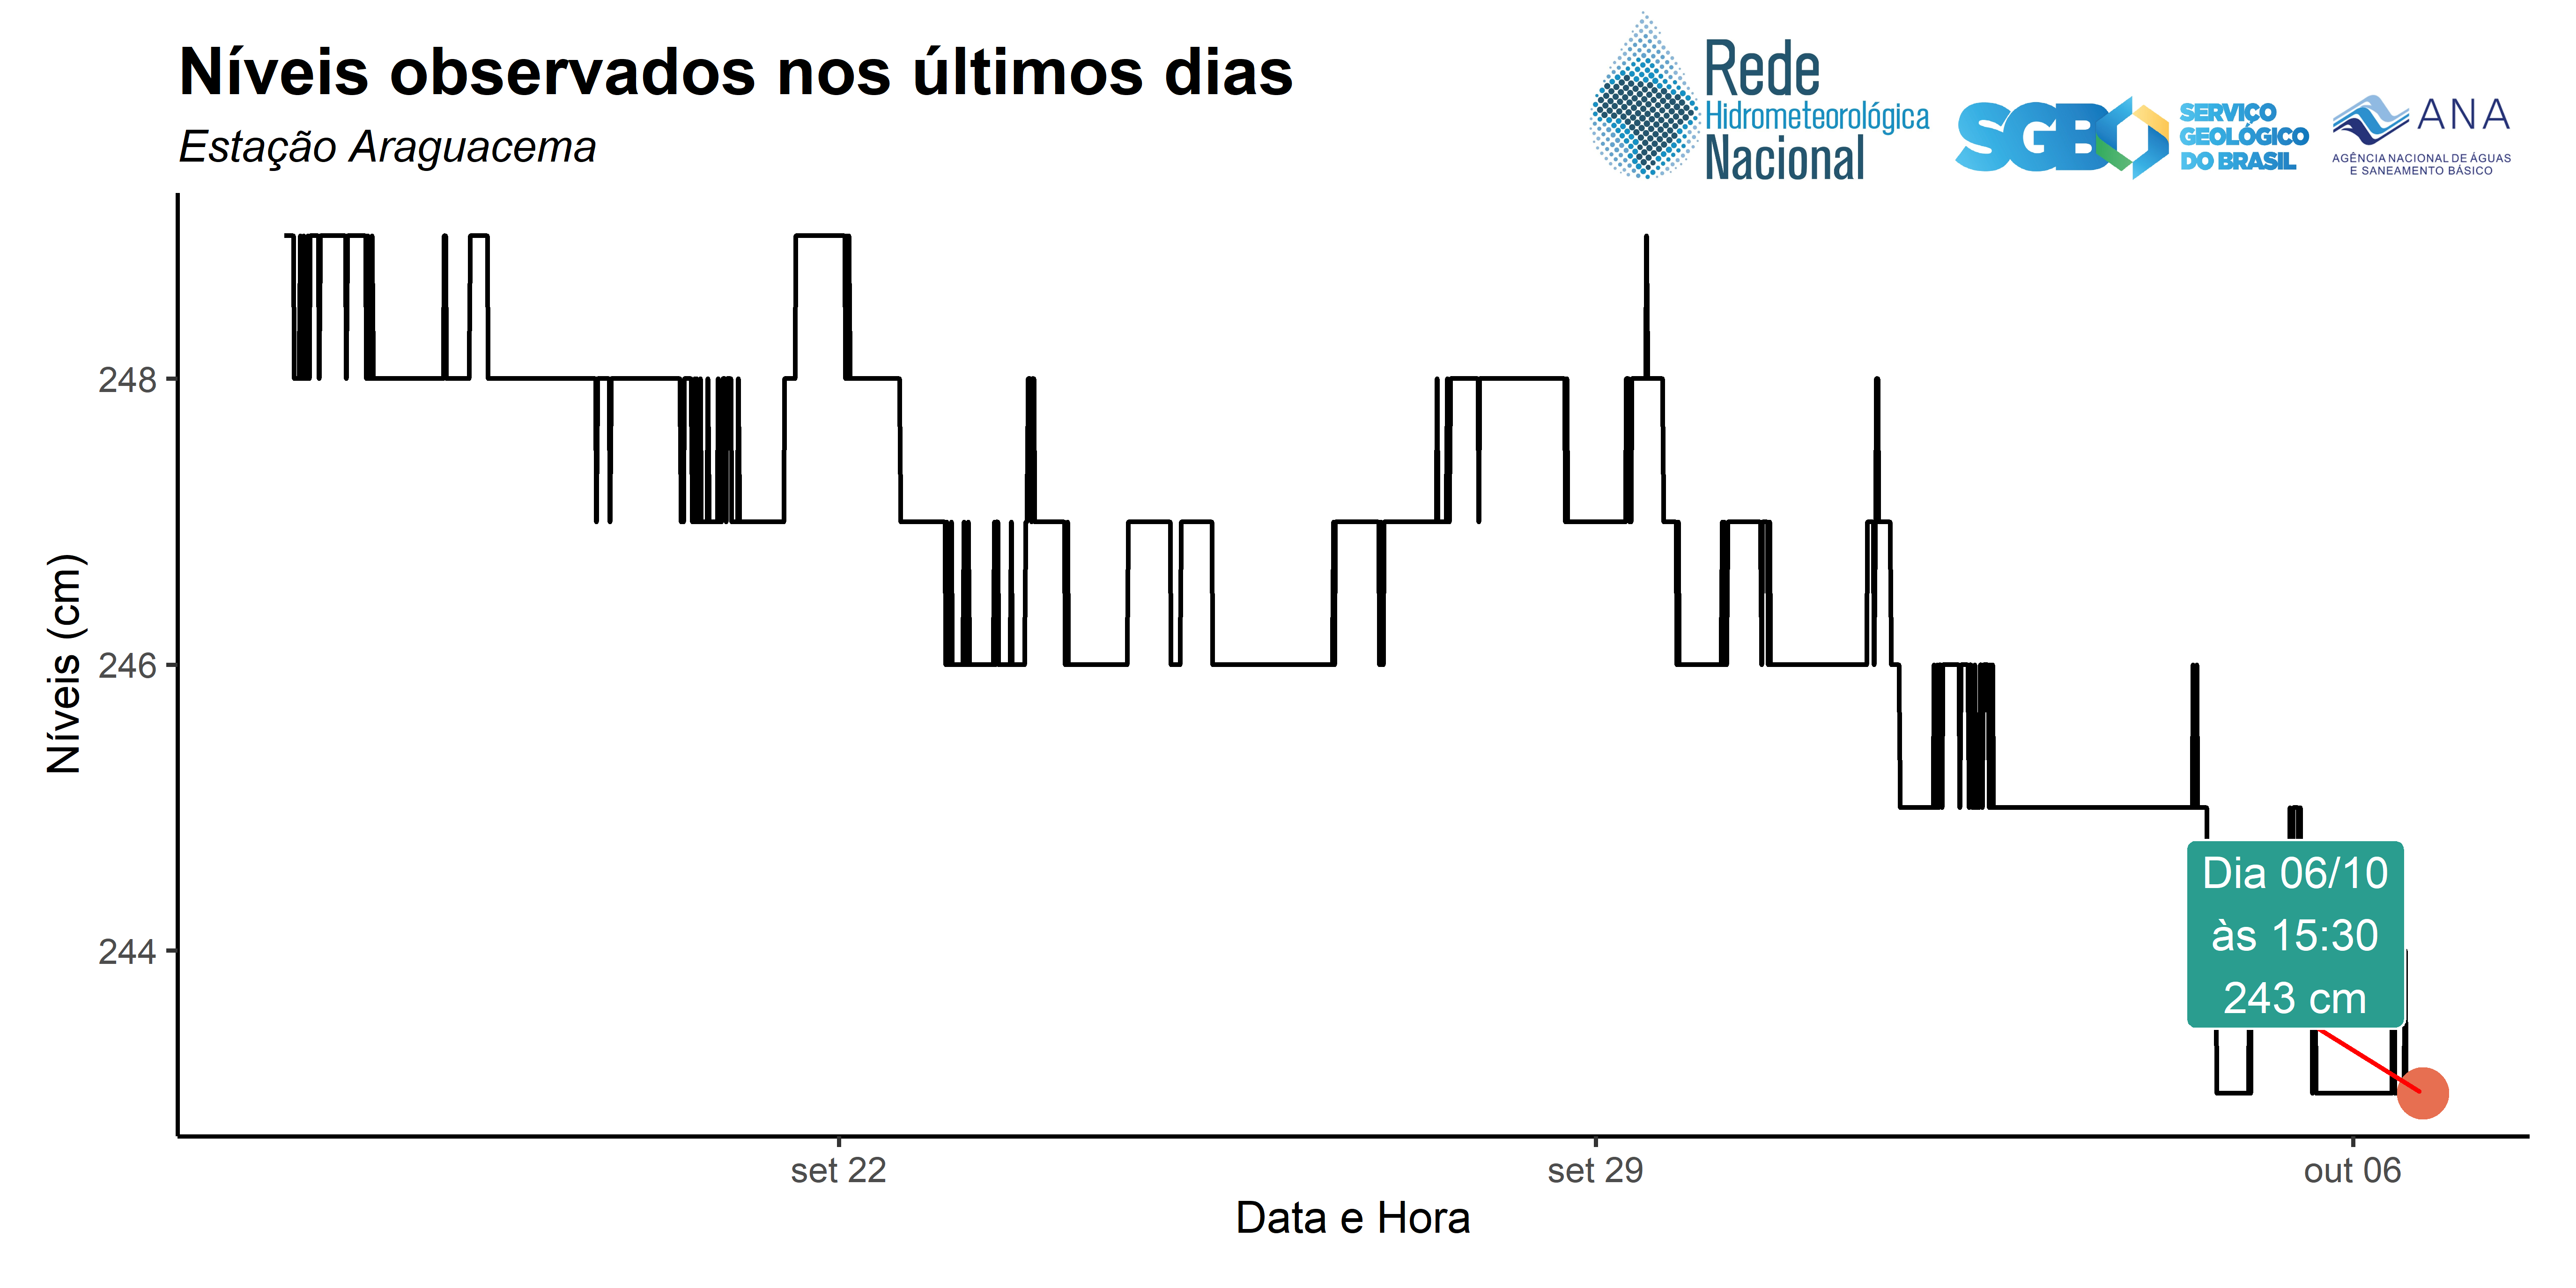 Níveis observados nos últimos dias
Estação Araguacema
Rede
Hidrometeorológica
Nacional
SGB
SERVIÇO
GEOLÓGICO
DO BRASIL
ANA
AGÊNCIA NACIONAL DE ÁGUAS
E SANEAMENTO BÁSICO
Níveis (cm)
248
246
244
Dia 06/10
às 15:30
243 cm
set 22
set 29
out 06
Data e Hora